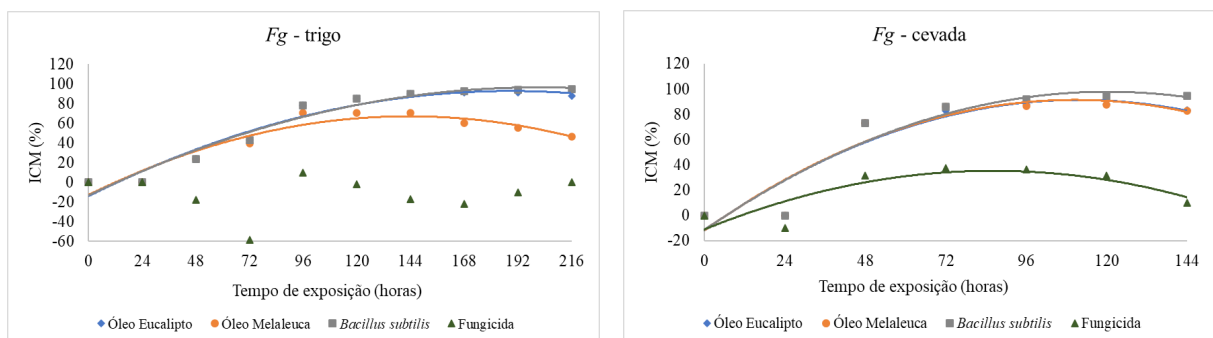 Fg - trigo
ICM (%)
120
100
80
60
40
20
0
-20
-40
-60
0 24 48 72 96 120 144 168 192 216
Tempo de exposição (horas)
Óleo Eucalipto Óleo Melaleuca Bacillus subtilis Fungicida
Fg - cevada
ICM (%)
120
100
80
60
40
20
0
-20
0 24 48 72 96 120 144
Tempo de exposição (horas)
Óleo Eucalipto Óleo Melaleuca Bacillus subtilis Fungicida